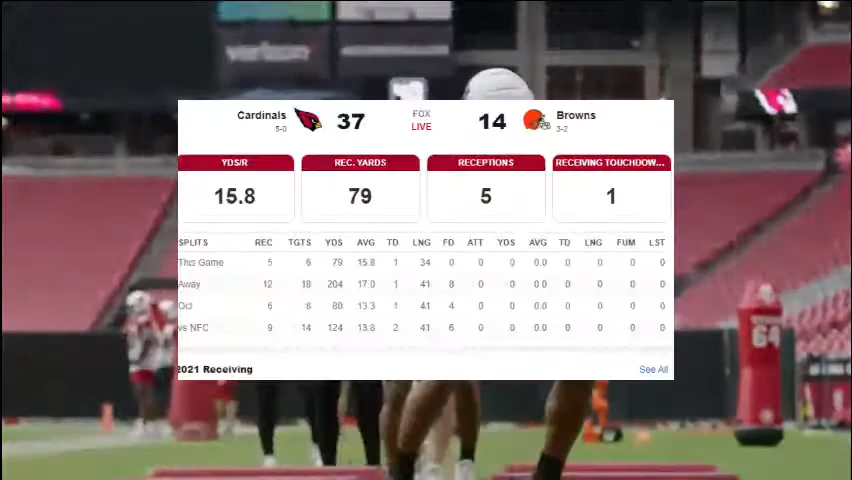 verizon
Cardinals 37 FOX 14 Browns
5-0 LIVE 3-2
YDS/R REC. YARDS RECEPTIONS RECEIVING TOUCHDOW...
15.8 79 5 1
SPLITS REC TGTS YDS AVG TD LNG FD ATT YDS AVG TD LNG FUM LST
This Game 5 6 79 15.8 1 34 0 0 0 0.0 0 0 0 0
Away 12 18 204 17.0 1 41 8 0 0 0.0 0 0 0 0
Oct 6 8 80 13.3 1 41 4 0 0 0.0 0 0 0 0
vs NFC 9 14 124 13.8 2 41 6 0 0 0.0 0 0 0 0
2021 Receiving See All
64